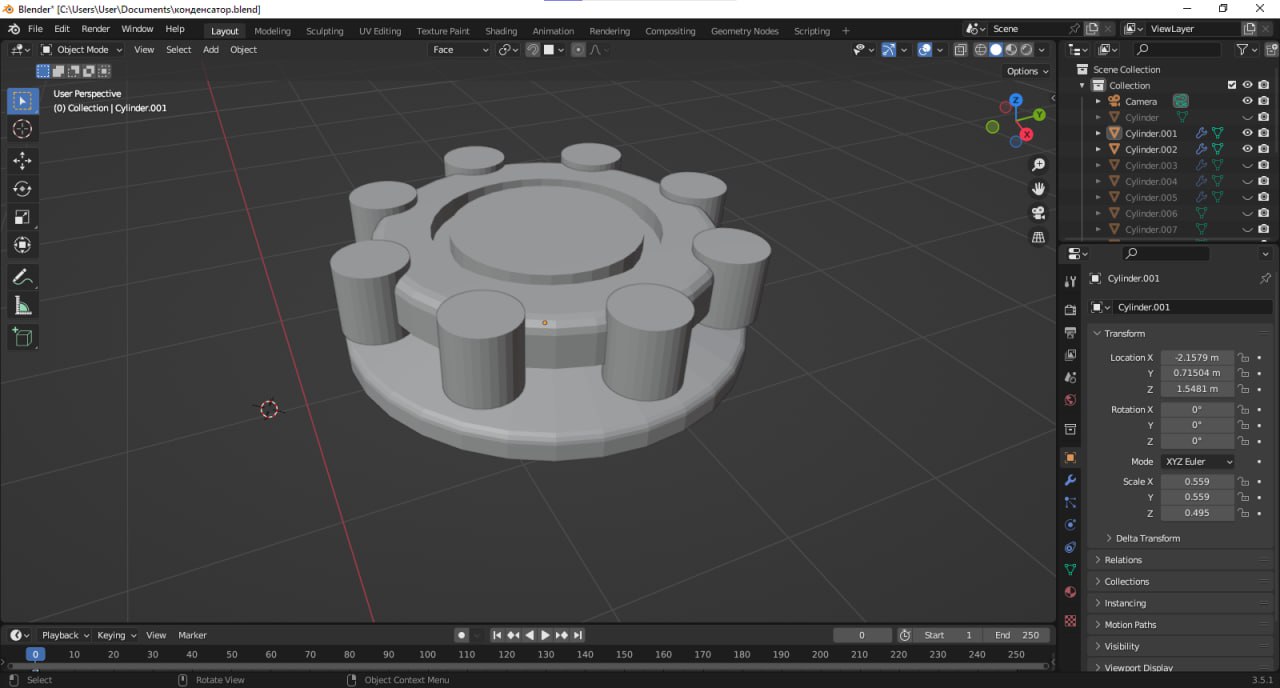 Blender* [C:\Users\User\Documents\конденсатор.blend]
File Edit Render Window Help Layout Modeling Sculpting UV Editing Texture Paint Shading Animation Rendering Compositing Geometry Nodes Scripting + Scene ViewLayer
Object Mode View Select Add Object Face
Options
User Perspective
(0) Collection | Cylinder.001
Z
Y
X
Scene Collection
Collection
Camera
Cylinder
Cylinder.001
Cylinder.002
Cylinder.003
Cylinder.004
Cylinder.005
Cylinder.006
Cylinder.007
Cylinder.001
Cylinder.001
Transform
Location X -2.1579 m
Y 0.71504 m
Z 1.5481 m
Rotation X 0°
Y 0°
Z 0°
Mode XYZ Euler
Scale X 0.559
Y 0.559
Z 0.495
Delta Transform
Relations
Collections
Instancing
Motion Paths
Visibility
Viewport Display
Playback Keying View Marker 0 Start 1 End 250
0 10 20 30 40 50 60 70 80 90 100 110 120 130 140 150 160 170 180 190 200 210 220 230 240 250
Select Rotate View Object Context Menu 3.5.1